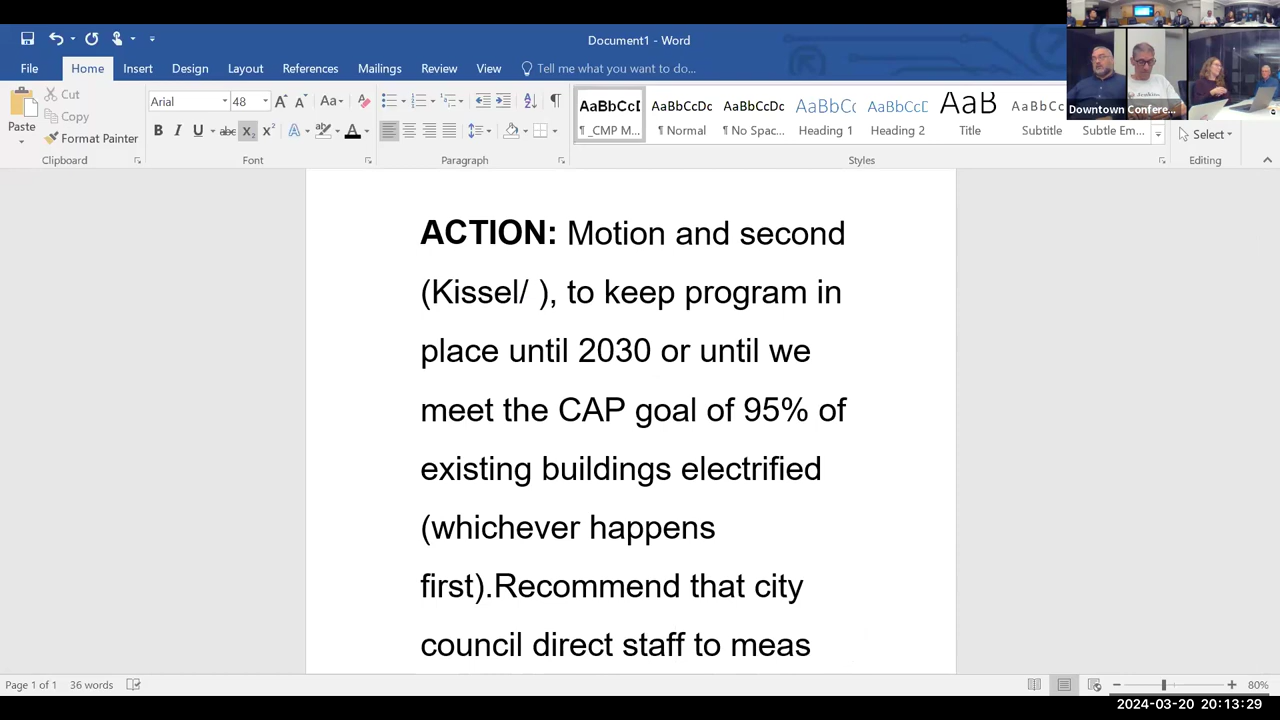 Document1 - Word
File Home Insert Design Layout References Mailings Review View Tell me what you want to do...
Paste
Cut
Copy
Format Painter
Clipboard
Arial 48
Font
Paragraph
AaBbCcI AaBbCcDc AaBbCcDc AaBbCc AaBbCcD AaB AaBbCcD
¶ _CMP M... ¶ Normal ¶ No Spac... Heading 1 Heading 2 Title Subtitle Subtle Em...
Styles
Select
Editing
Downtown Confere...
ACTION: Motion and second
(Kissel/ ), to keep program in
place until 2030 or until we
meet the CAP goal of 95% of
existing buildings electrified
(whichever happens
first).Recommend that city
council direct staff to meas
Page 1 of 1 36 words 80%
2024-03-20 20:13:29